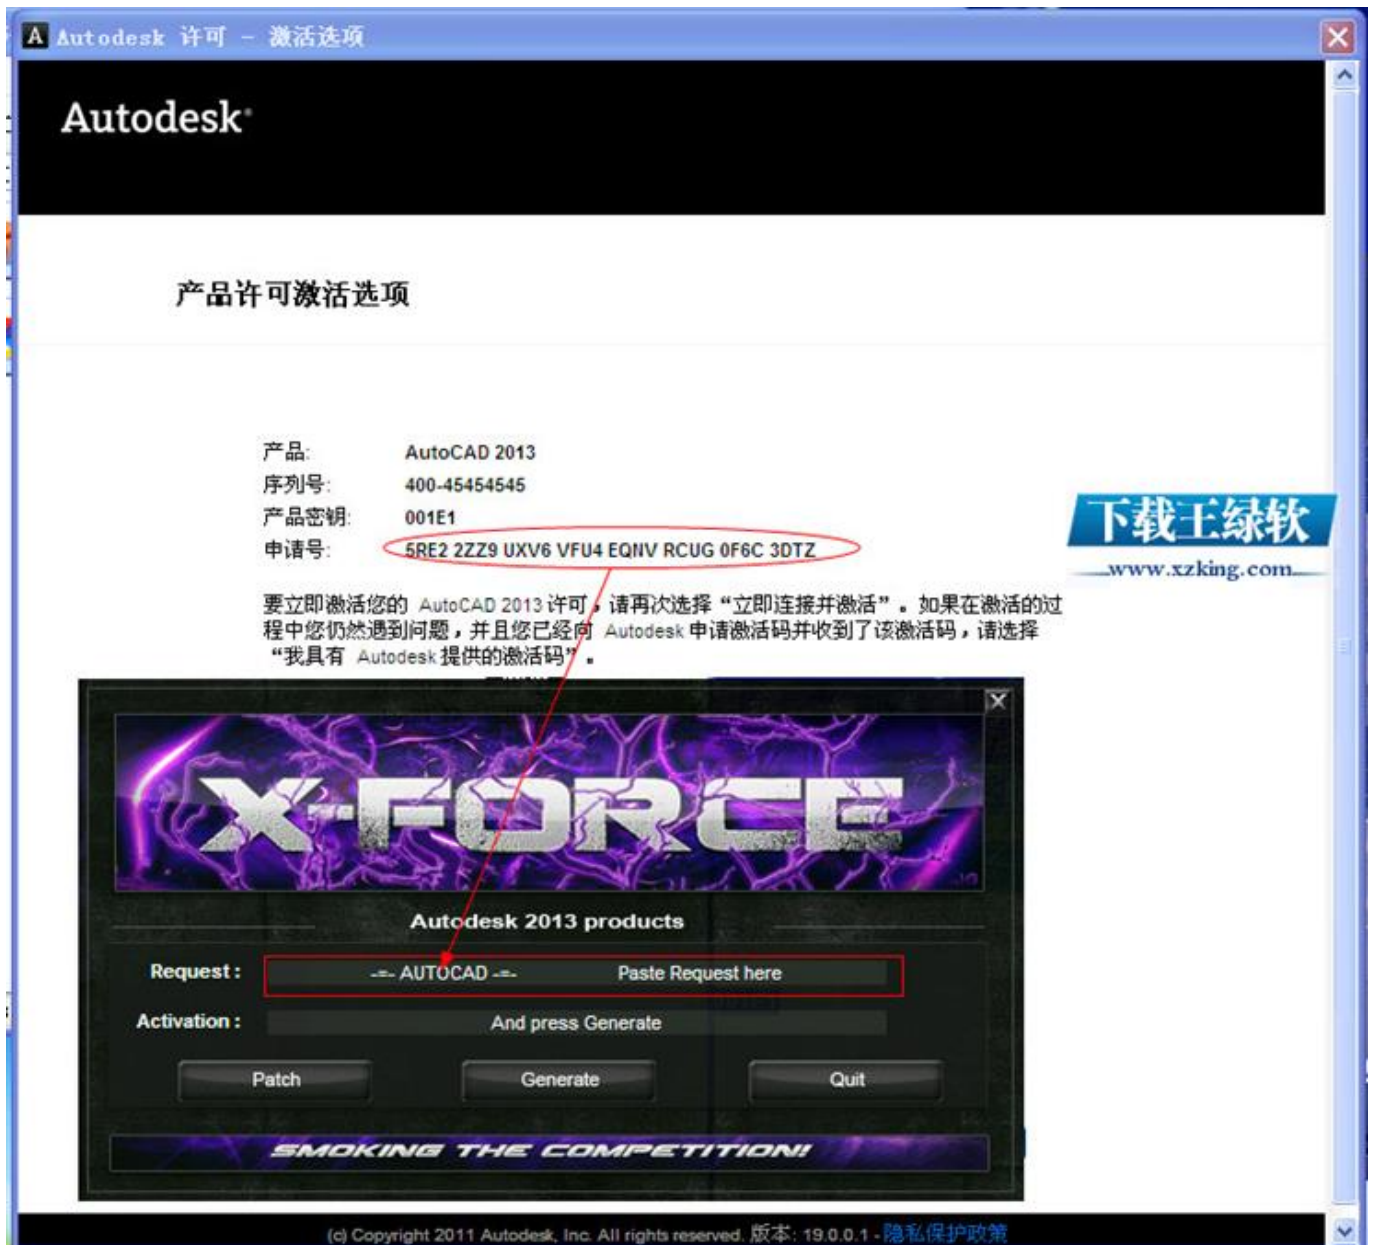 Autodesk 许可 - 激活选项
Autodesk
产品许可激活选项
产品: AutoCAD 2013
序列号: 400-45454545
产品密钥: 001E1
申请号: 5RE2 2ZZ9 UXV6 VFU4 EQNV RCUG 0F6C 3DTZ
下载王绿软
www.xzking.com
要立即激活您的 AutoCAD 2013 许可，请再次选择“立即连接并激活”。如果在激活的过
程中您仍然遇到问题，并且您已经向 Autodesk 申请激活码并收到了该激活码，请选择
“我具有 Autodesk 提供的激活码”。
X-FORCE
Autodesk 2013 products
Request : -=- AUTOCAD -=- Paste Request here
Activation : And press Generate
Patch Generate Quit
SMOKING THE COMPETITION!
(c) Copyright 2011 Autodesk, Inc. All rights reserved. 版本: 19.0.0.1 - 隐私保护政策